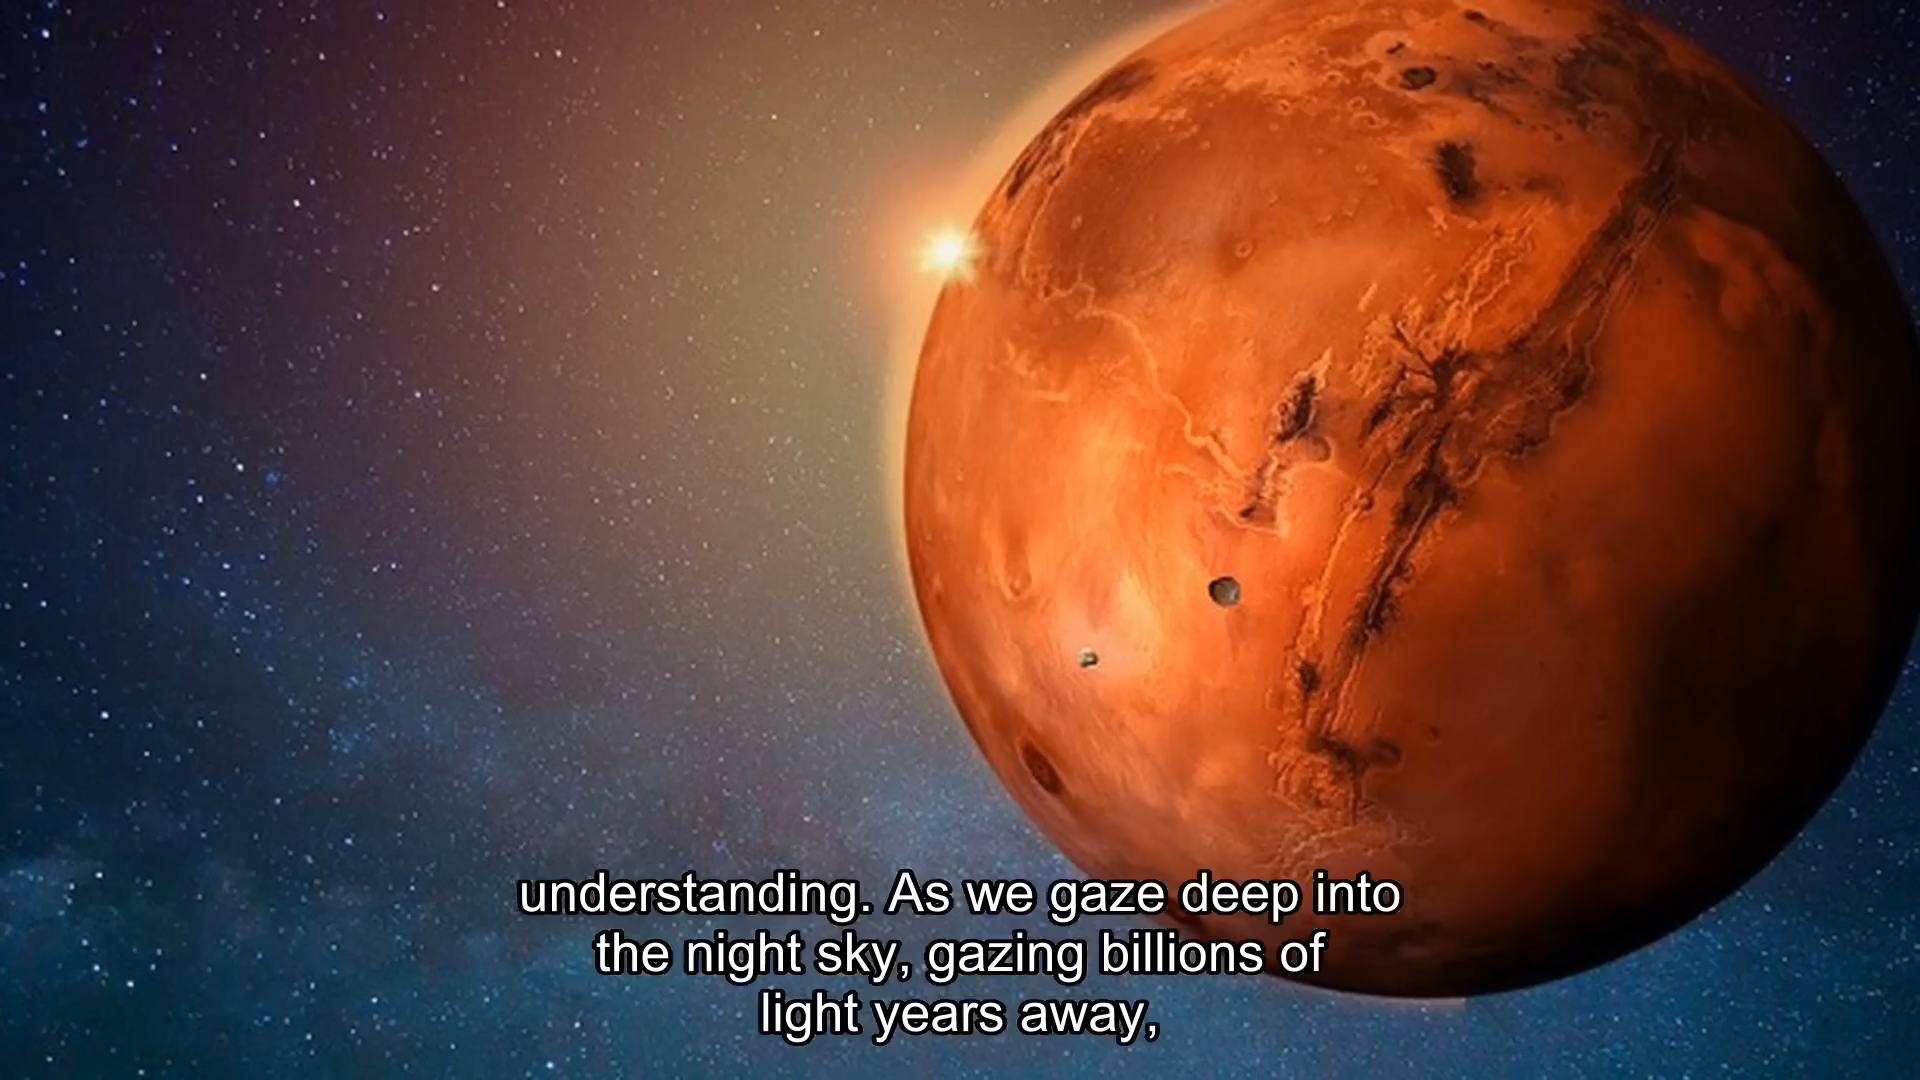 understanding. As we gaze deep into
the night sky, gazing billions of
light years away,